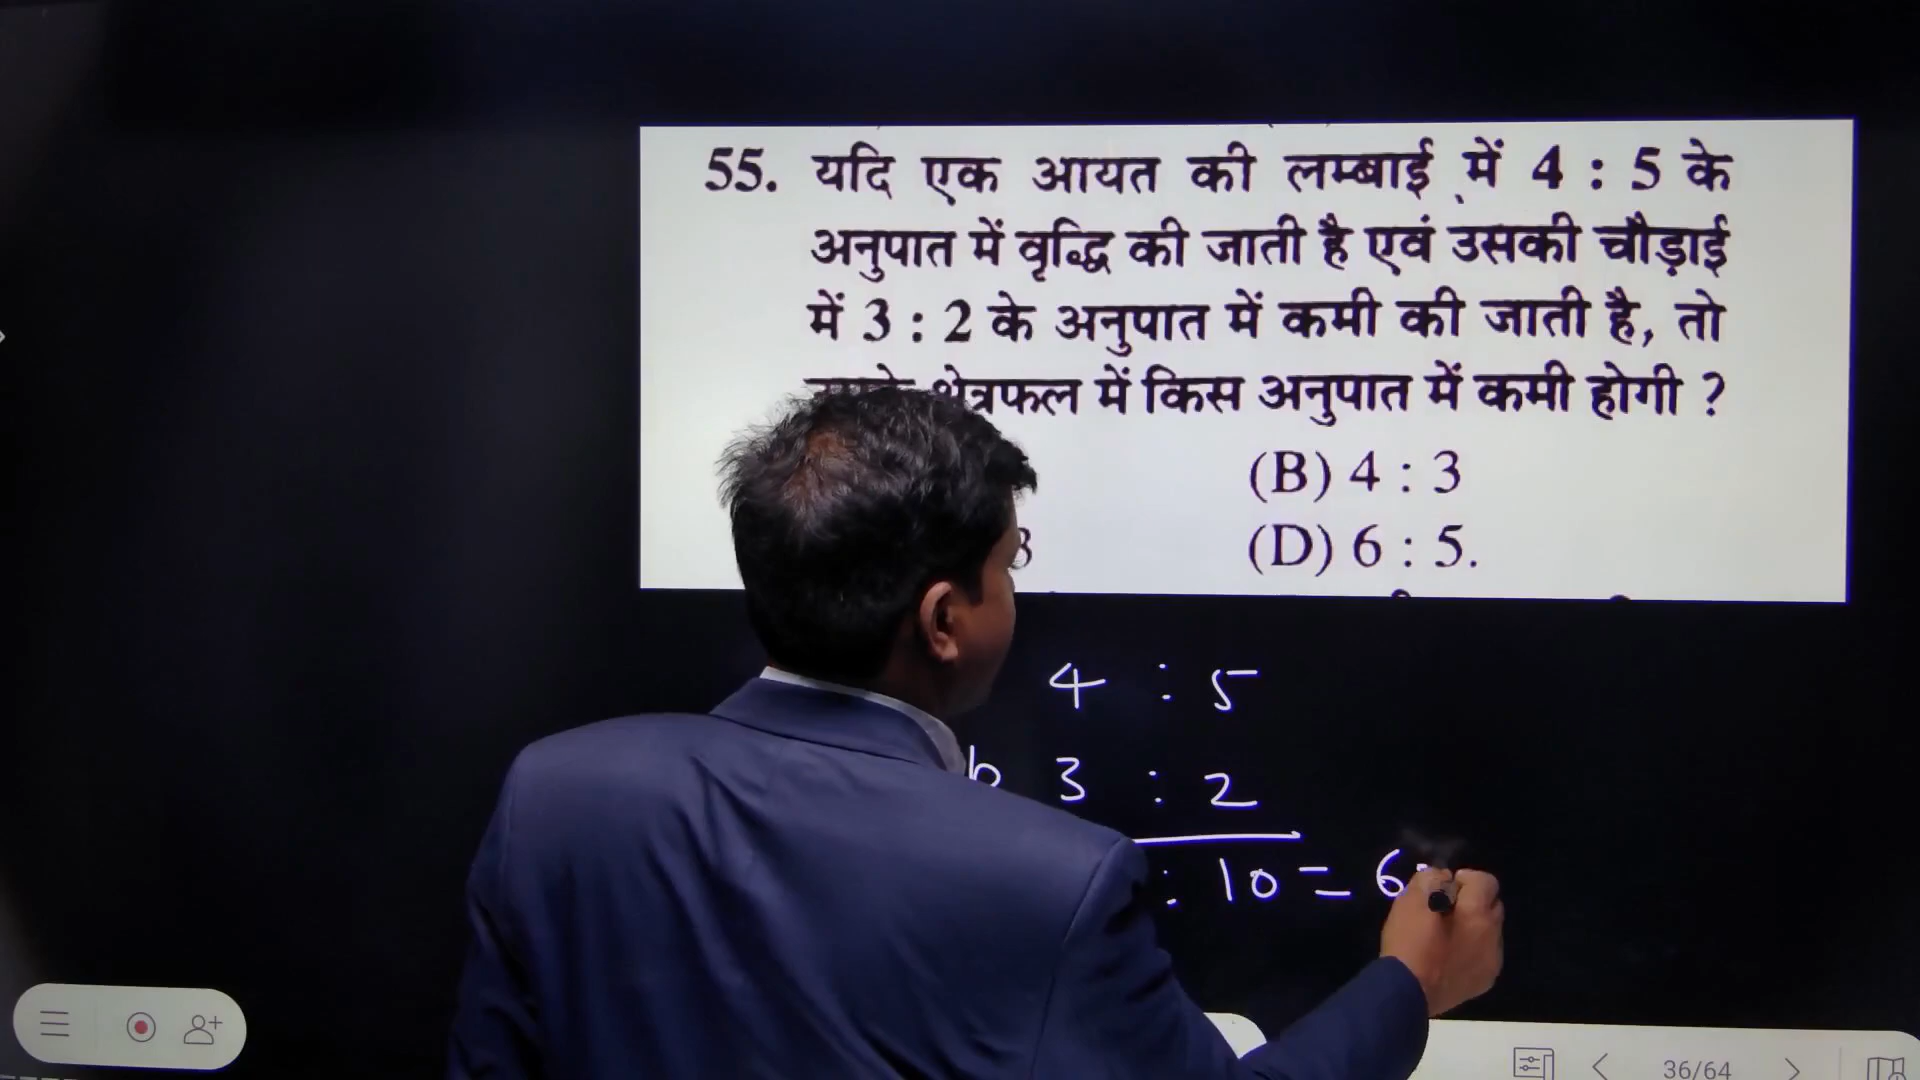 55. यदि एक आयत की लम्बाई में 4 : 5 के
अनुपात में वृद्धि की जाती है एवं उसकी चौड़ाई
में 3 : 2 के अनुपात में कमी की जाती है, तो
क्षेत्रफल में किस अनुपात में कमी होगी ?
(B) 4 : 3
3 (D) 6 : 5.
4 : 5
b 3 : 2
: 10 = 6
36/64